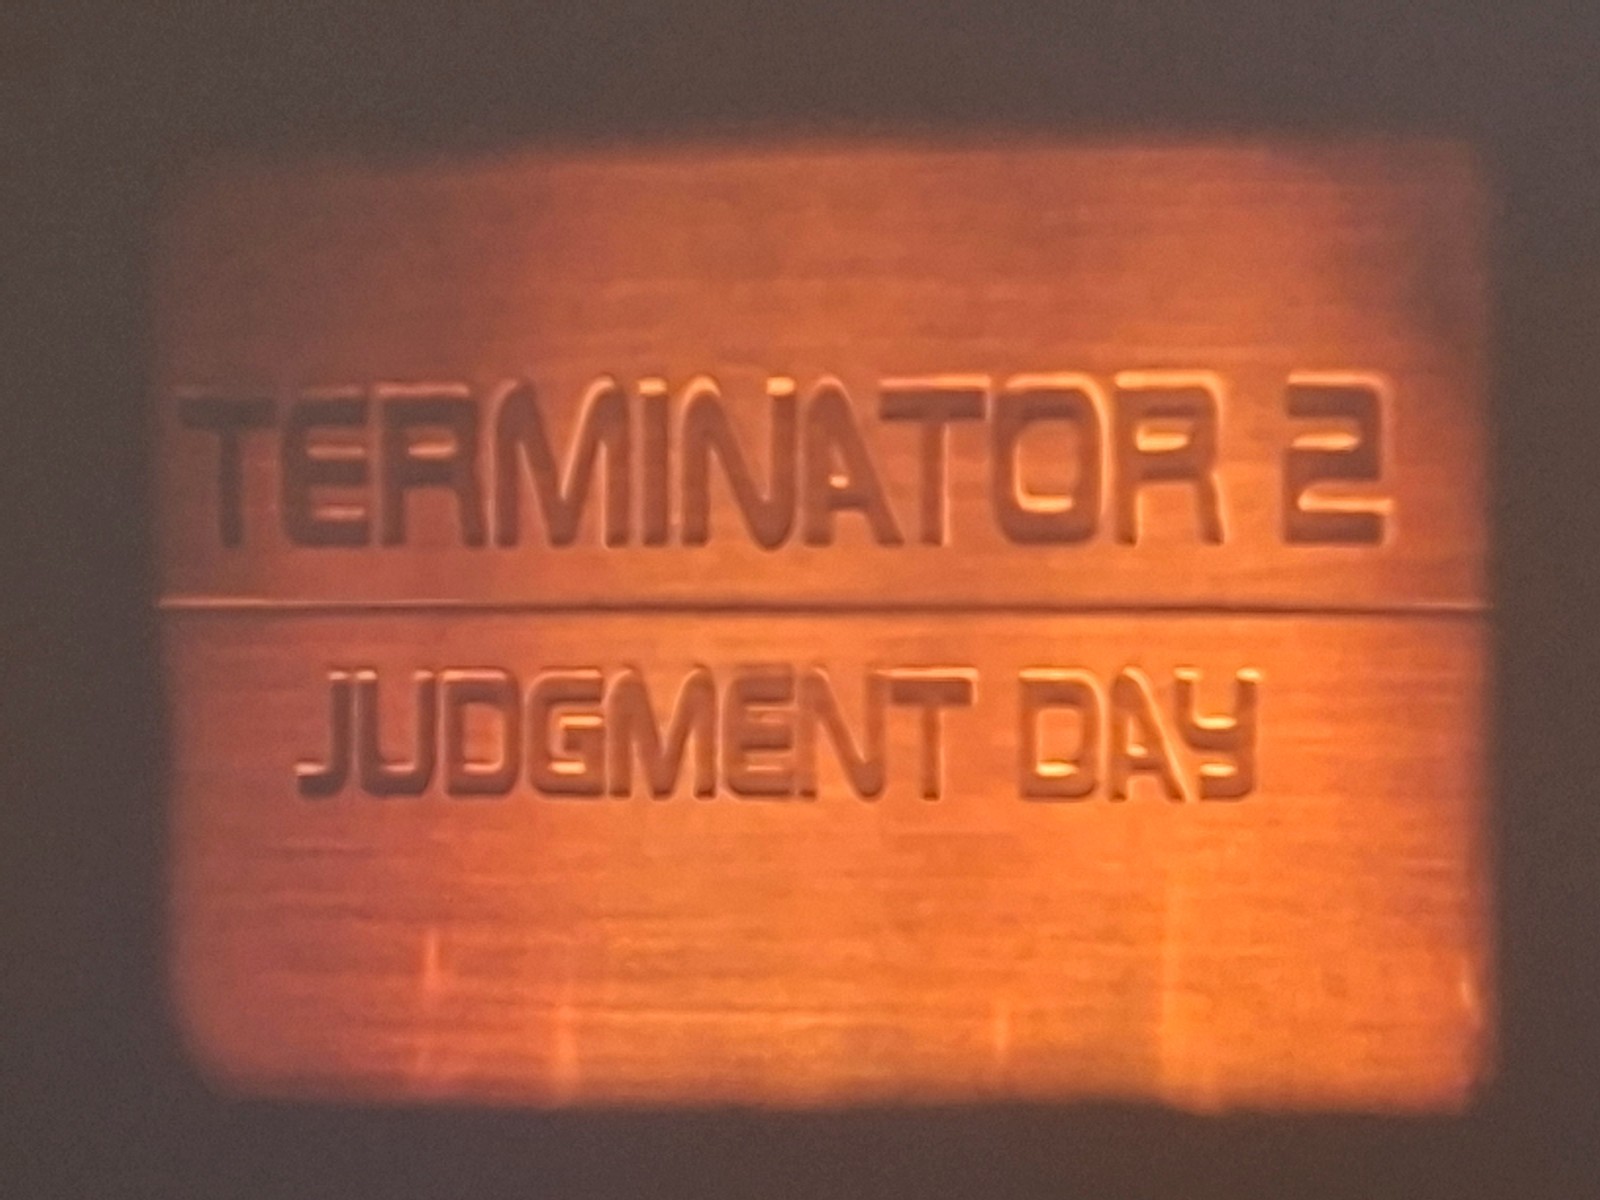 TERMINATOR 2
JUDGMENT DAY